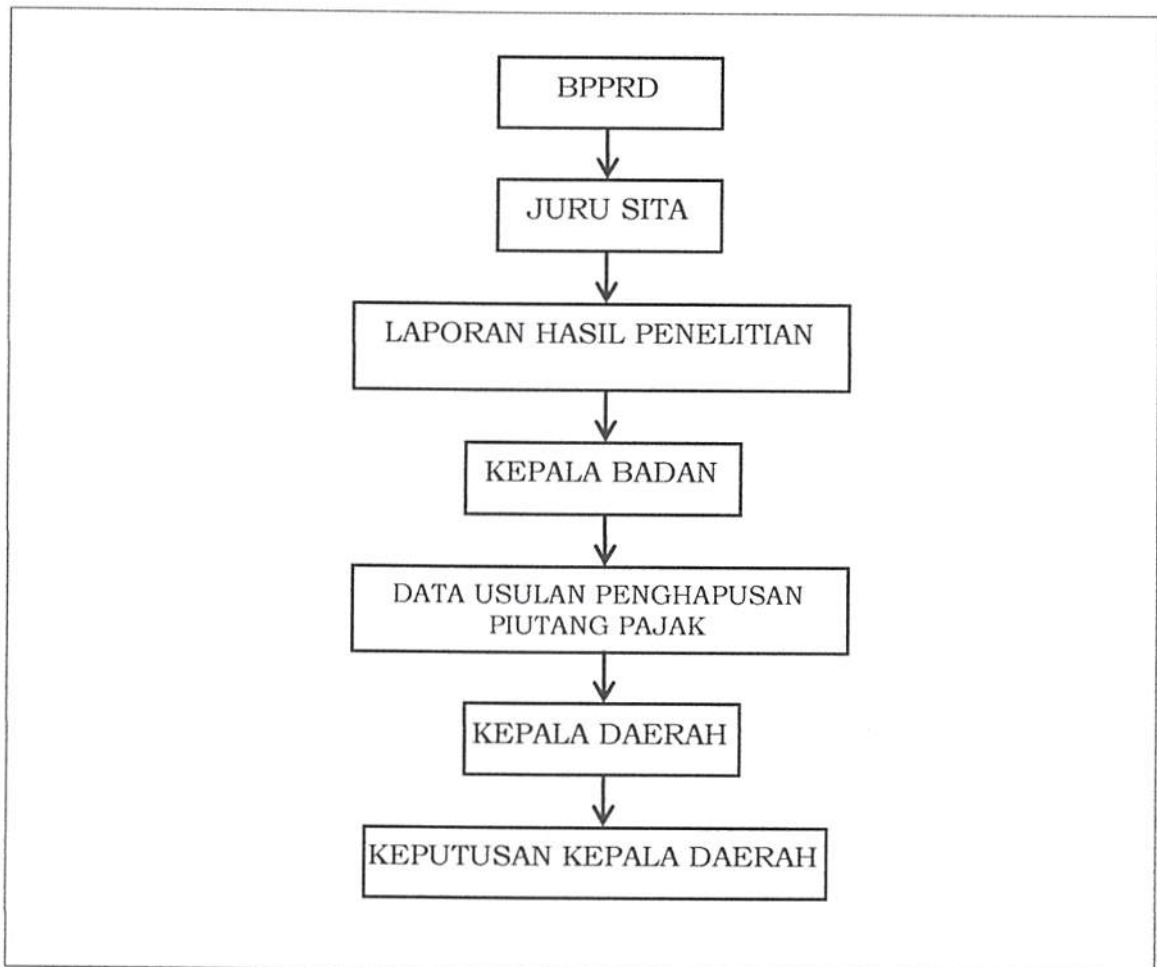 BPPRD
JURU SITA
LAPORAN HASIL PENELITIAN
KEPALA BADAN
DATA USULAN PENGHAPUSAN
PIUTANG PAJAK
KEPALA DAERAH
KEPUTUSAN KEPALA DAERAH